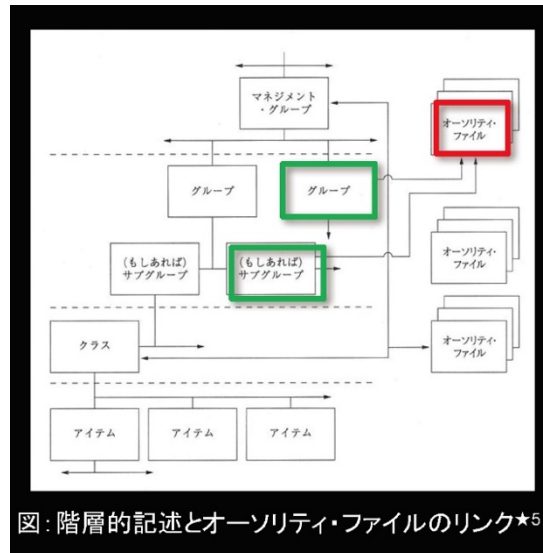 マネジメント
・グループ
オーソリティ・
ファイル
グループ
グループ
(もしあれば)
サブグループ
(もしあれば)
サブグループ
オーソリティ・
ファイル
クラス
オーソリティ・
ファイル
アイテム
アイテム
アイテム
図:階層的記述とオーソリティ・ファイルのリンク★5